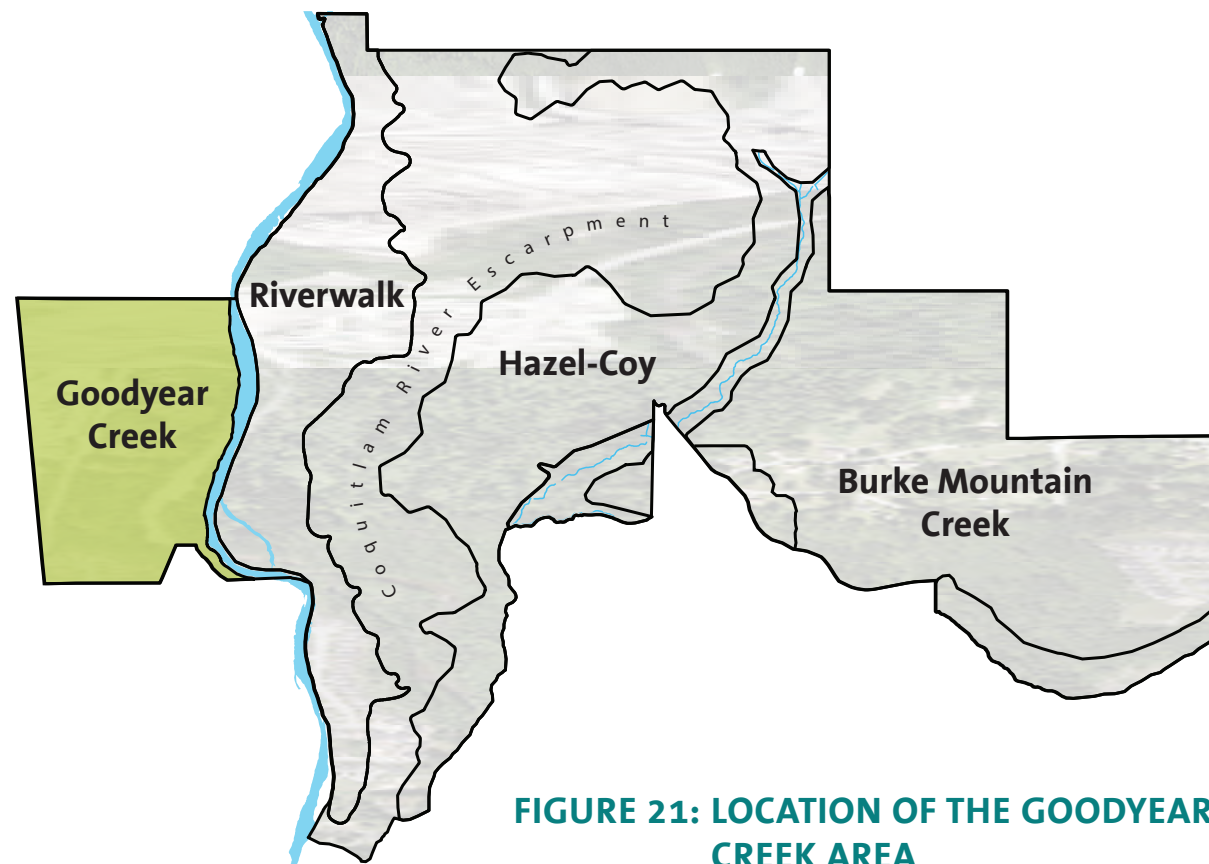 Coquitlam River Escarpment
Riverwalk
Hazel-Coy
Goodyear
Creek
Burke Mountain
Creek
FIGURE 21: LOCATION OF THE GOODYEAR
CREEK AREA